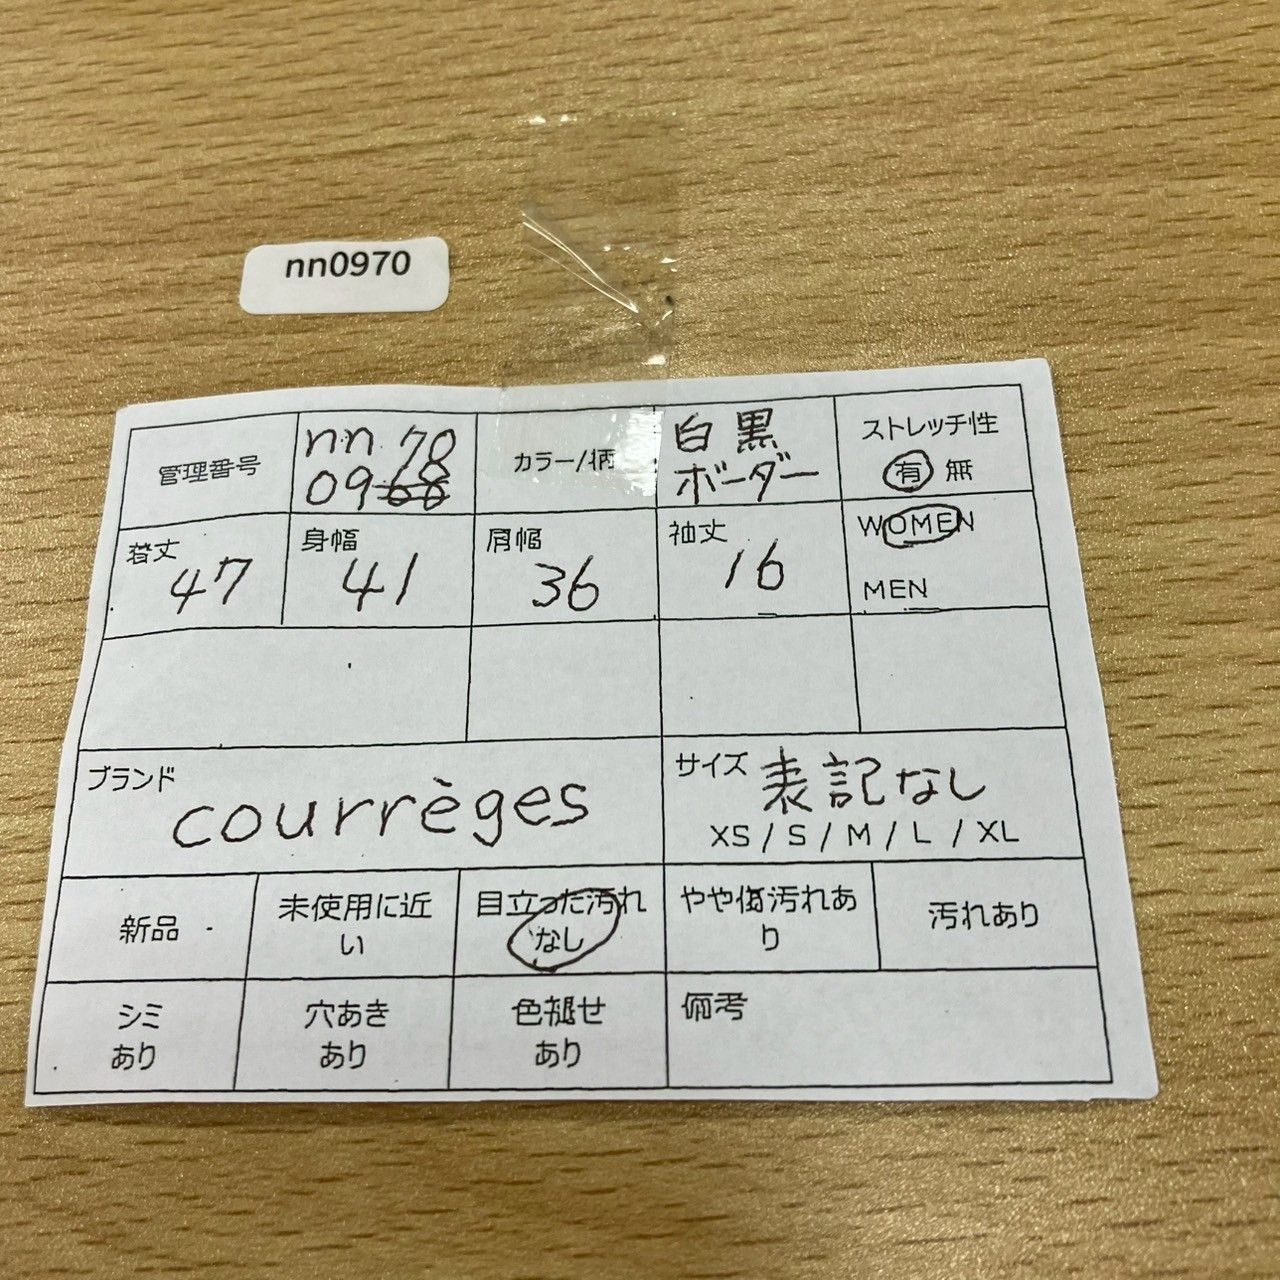 nn0970
管理番号
nn 70
0968
カラー/柄
白黒
ボーダー
ストレッチ性
有 無
着丈
47
身幅
41
肩幅
36
袖丈
16
WOMEN
MEN
ブランド
courrèges
サイズ 表記なし
XS / S / M / L / XL
新品
未使用に近
い
目立った汚れ
なし
やや傷汚れあ
り
汚れあり
シミ
あり
穴あき
あり
色褪せ
あり
備考